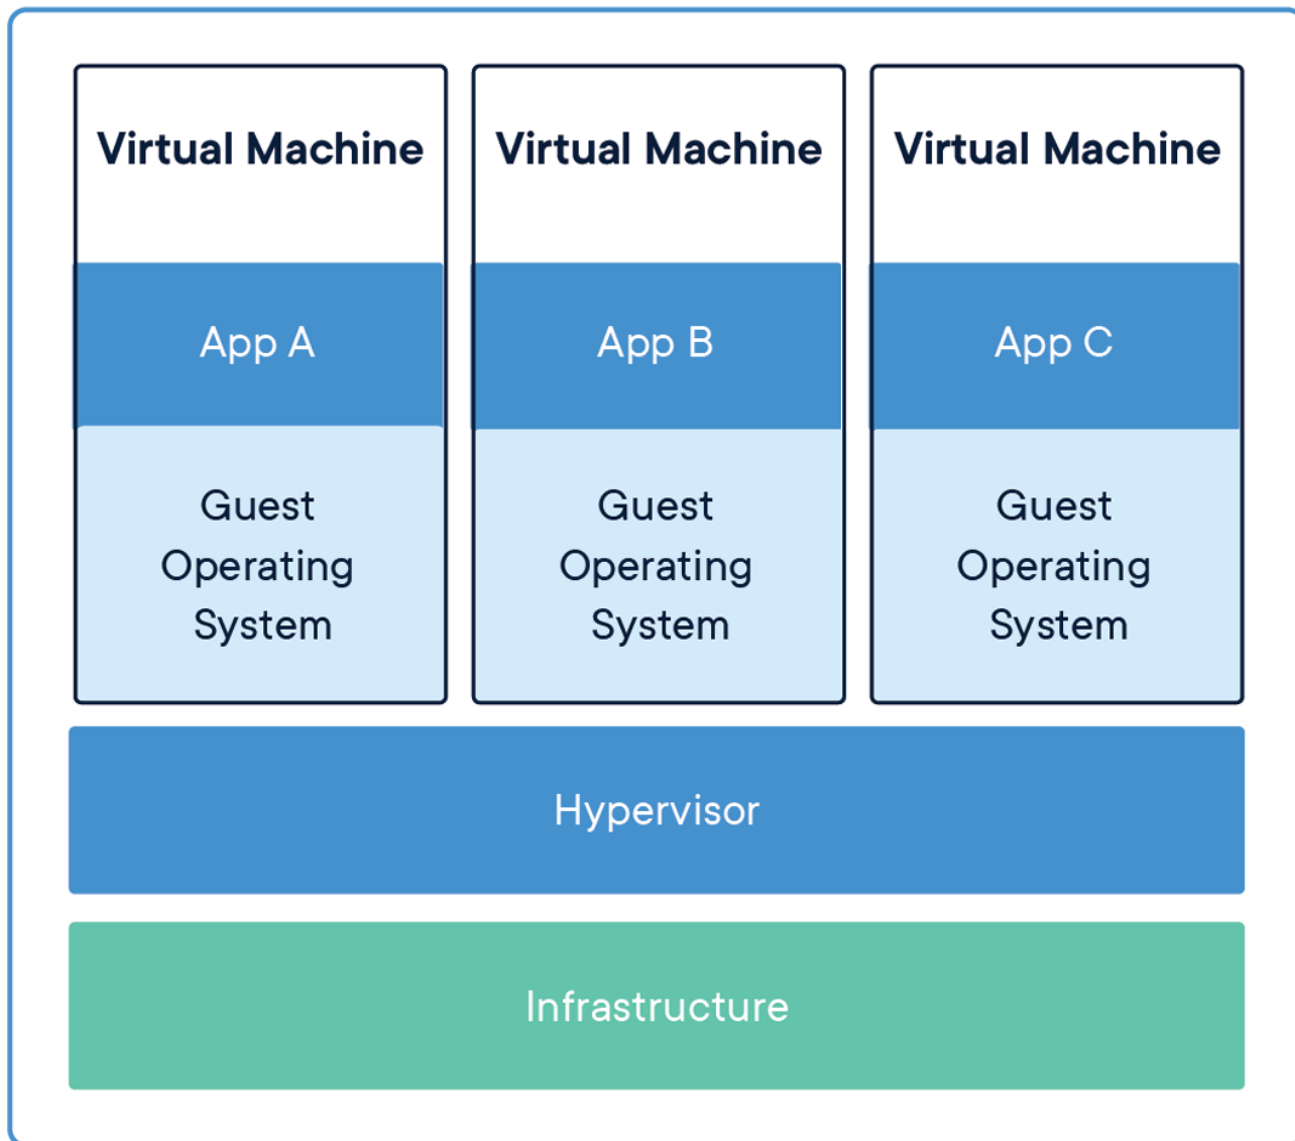 Virtual Machine
Virtual Machine
Virtual Machine
App A
App B
App C
Guest
Operating
System
Guest
Operating
System
Guest
Operating
System
Hypervisor
Infrastructure